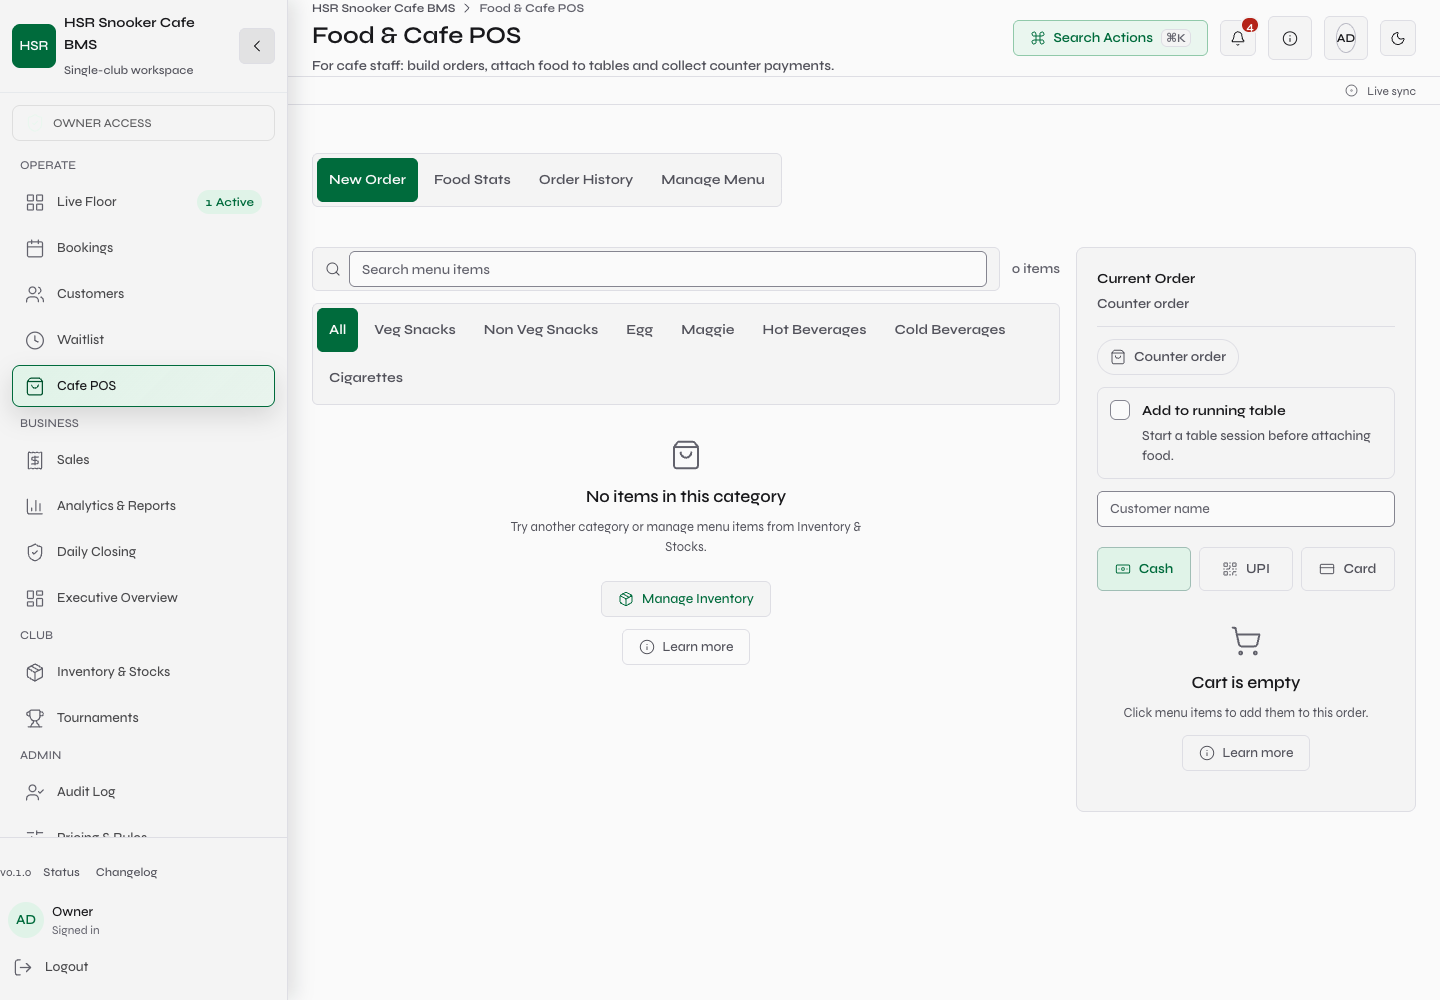 HSR
HSR Snooker Cafe
BMS
Single-club workspace
OWNER ACCESS
OPERATE
Live Floor
1 Active
Bookings
Customers
Waitlist
Cafe POS
BUSINESS
Sales
Analytics & Reports
Daily Closing
Executive Overview
CLUB
Inventory & Stocks
Tournaments
ADMIN
Audit Log
Pricing & Rules
v0.1.0 Status Changelog
AD
Owner
Signed in
Logout
HSR Snooker Cafe BMS > Food & Cafe POS
Food & Cafe POS
For cafe staff: build orders, attach food to tables and collect counter payments.
Search Actions ⌘K
4
AD
Live sync
New Order Food Stats Order History Manage Menu
Search menu items
0 items
All Veg Snacks Non Veg Snacks Egg Maggie Hot Beverages Cold Beverages
Cigarettes
No items in this category
Try another category or manage menu items from Inventory &
Stocks.
Manage Inventory
Learn more
Current Order
Counter order
Counter order
Add to running table
Start a table session before attaching
food.
Customer name
Cash UPI Card
Cart is empty
Click menu items to add them to this order.
Learn more